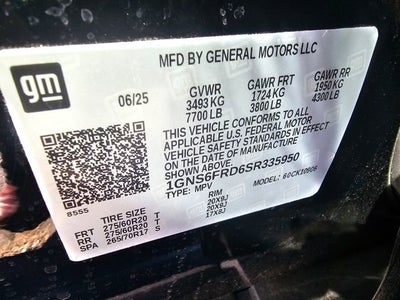 gm
MFD BY GENERAL MOTORS LLC
06/25 GVWR GAWR FRT GAWR RR
3493 KG 1724 KG 1950 KG
7700 LB 3800 LB 4300 LB
THIS VEHICLE CONFORMS TO ALL
APPLICABLE U.S. FEDERAL MOTOR
VEHICLE SAFETY STANDARDS IN EFFECT
ON THE DATE OF MANUFACTURE
SHOWN ABOVE.
1GNS6FRD6SR335950
8555 TYPE: MPV MODEL: 60CK10906
TIRE SIZE RIM
FRT 275/60R20 T 20X9J
RR 275/60R20 T 20X9J
SPA 265/70R17 S 17X8J